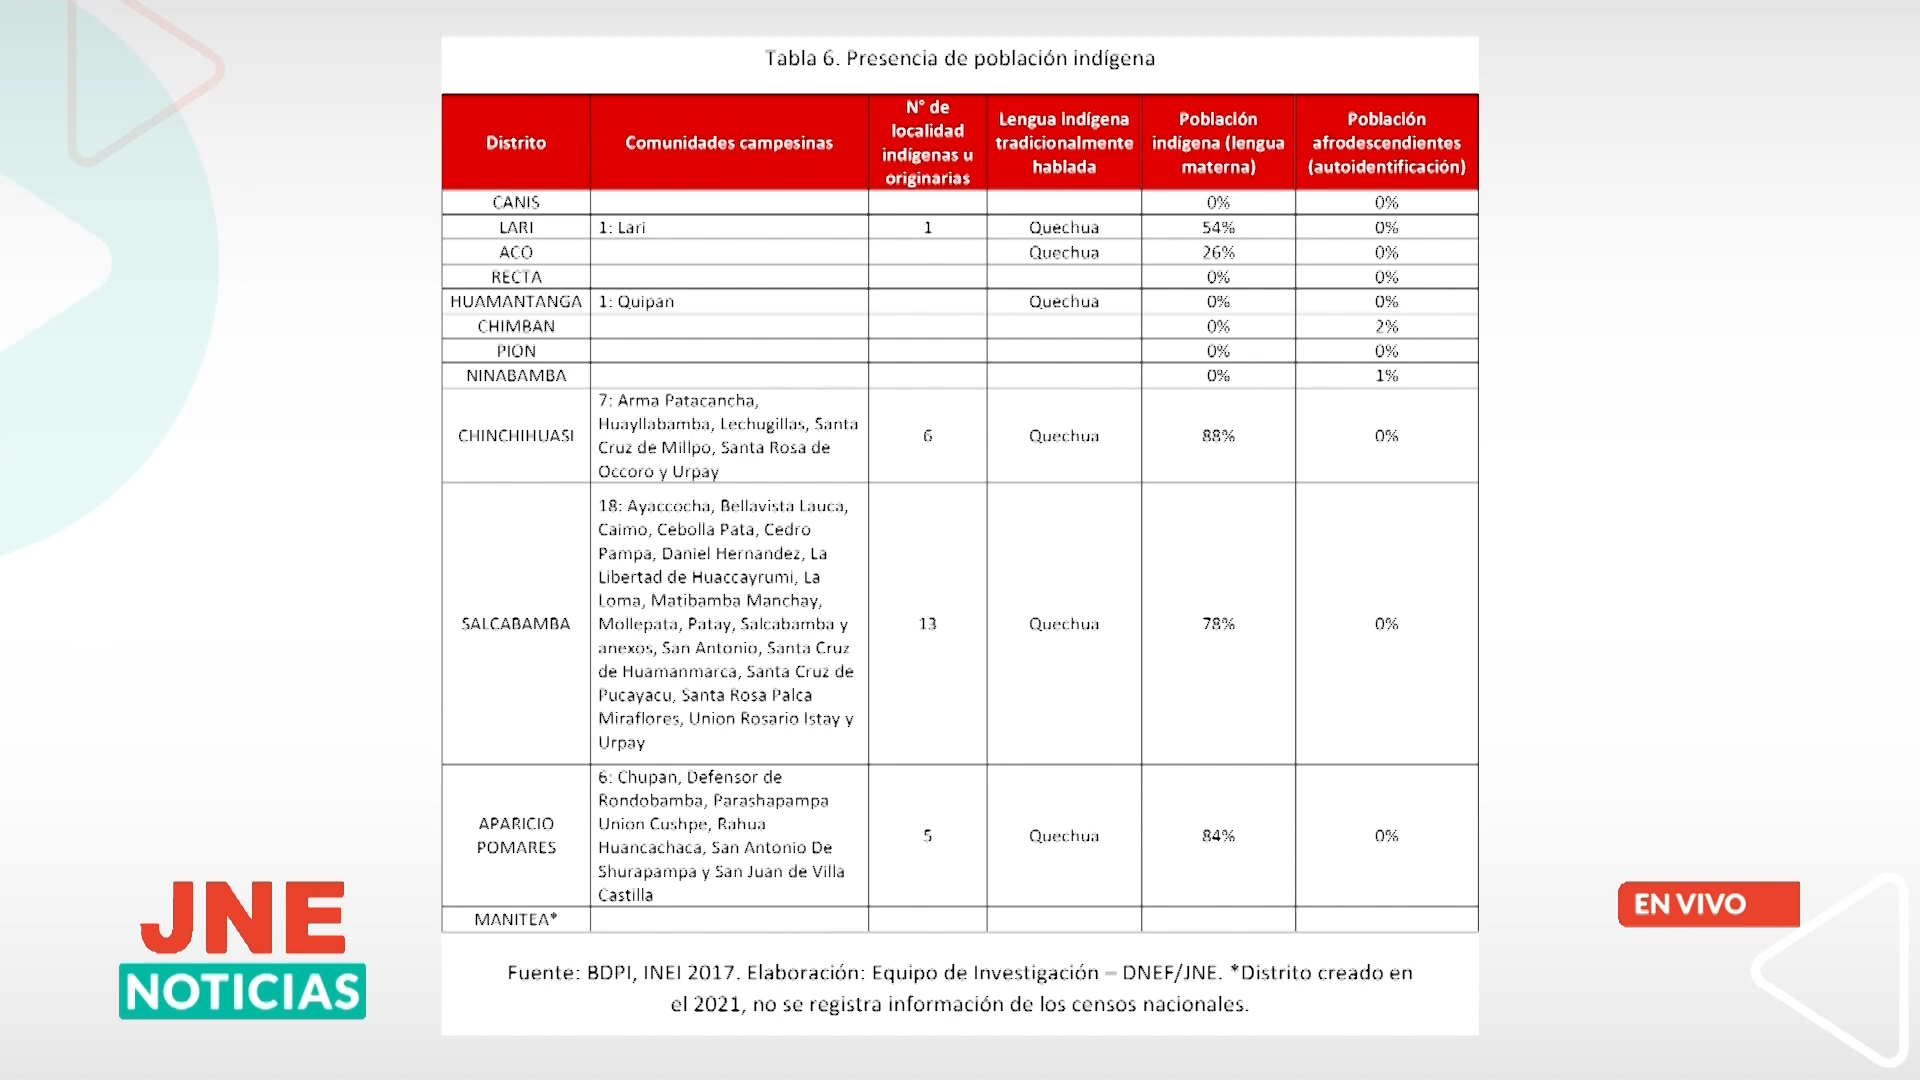 Tabla 6. Presencia de población indígena
Distrito
Comunidades campesinas
N° de
localidad
indígenas u
originarias
Lengua indígena
tradicionalmente
hablada
Población
indígena (lengua
materna)
Población
afrodescendientes
(autoidentificación)
CANIS 0% 0%
LARI 1: Lari 1 Quechua 54% 0%
ACO Quechua 26% 0%
RECTA 0% 0%
HUAMANTANGA 1: Quipan Quechua 0% 0%
CHIMBAN 0% 2%
PION 0% 0%
NINABAMBA 0% 1%
CHINCHIHUASI
7: Arma Patacancha,
Huayllabamba, Lechugillas, Santa
Cruz de Millpo, Santa Rosa de
Occoro y Urpay
6 Quechua 88% 0%
SALCABAMBA
18: Ayaccocha, Bellavista Lauca,
Caimo, Cebolla Pata, Cedro
Pampa, Daniel Hernandez, La
Libertad de Huaccayrumi, La
Loma, Matibamba Manchay,
Mollepata, Patay, Salcabamba y
anexos, San Antonio, Santa Cruz
de Huamanmarca, Santa Cruz de
Pucayacu, Santa Rosa Palca
Miraflores, Union Rosario Istay y
Urpay
13 Quechua 78% 0%
APARICIO
POMARES
6: Chupan, Defensor de
Rondobamba, Parashapampa
Union Cushpe, Rahua
Huancachaca, San Antonio De
Shurapampa y San Juan de Villa
Castilla
5 Quechua 84% 0%
MANITEA*
Fuente: BDPI, INEI 2017. Elaboración: Equipo de Investigación – DNEF/JNE. *Distrito creado en
el 2021, no se registra información de los censos nacionales.
JNE
NOTICIAS
EN VIVO